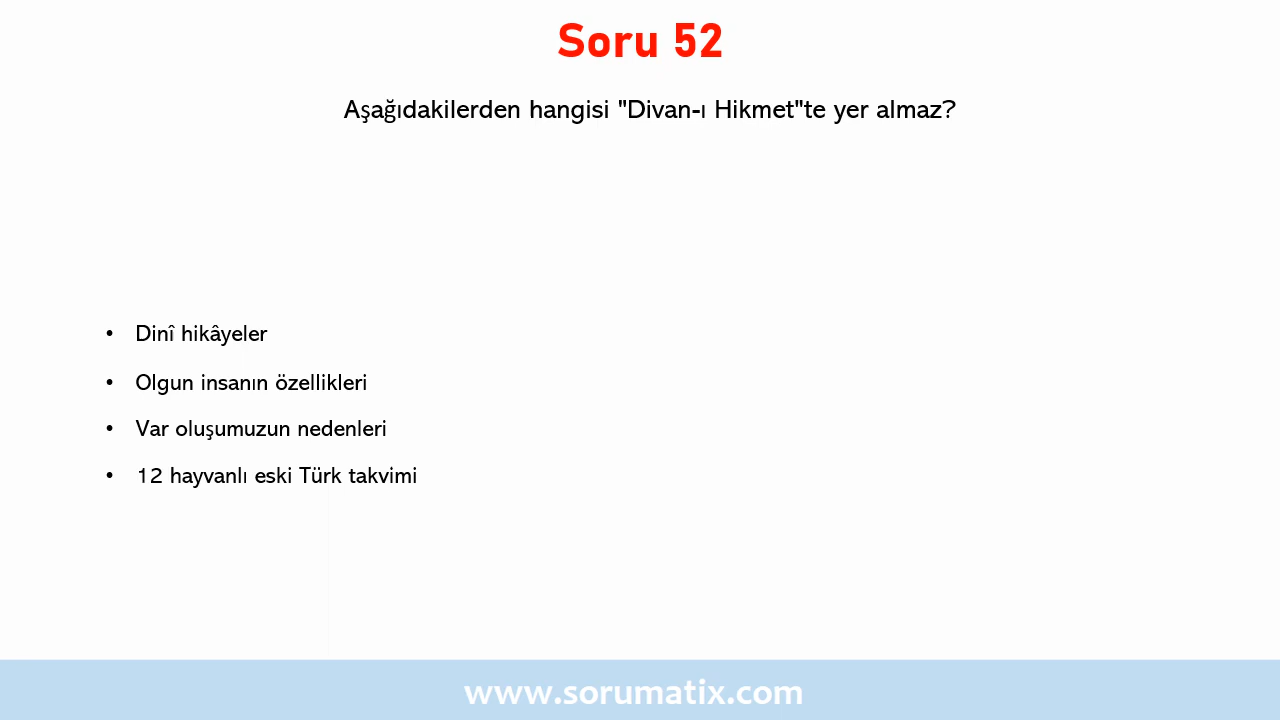 Soru 52
Aşağıdakilerden hangisi "Divan-ı Hikmet"te yer almaz?
• Dinî hikâyeler
• Olgun insanın özellikleri
• Var oluşumuzun nedenleri
• 12 hayvanlı eski Türk takvimi
www.sorumatix.com